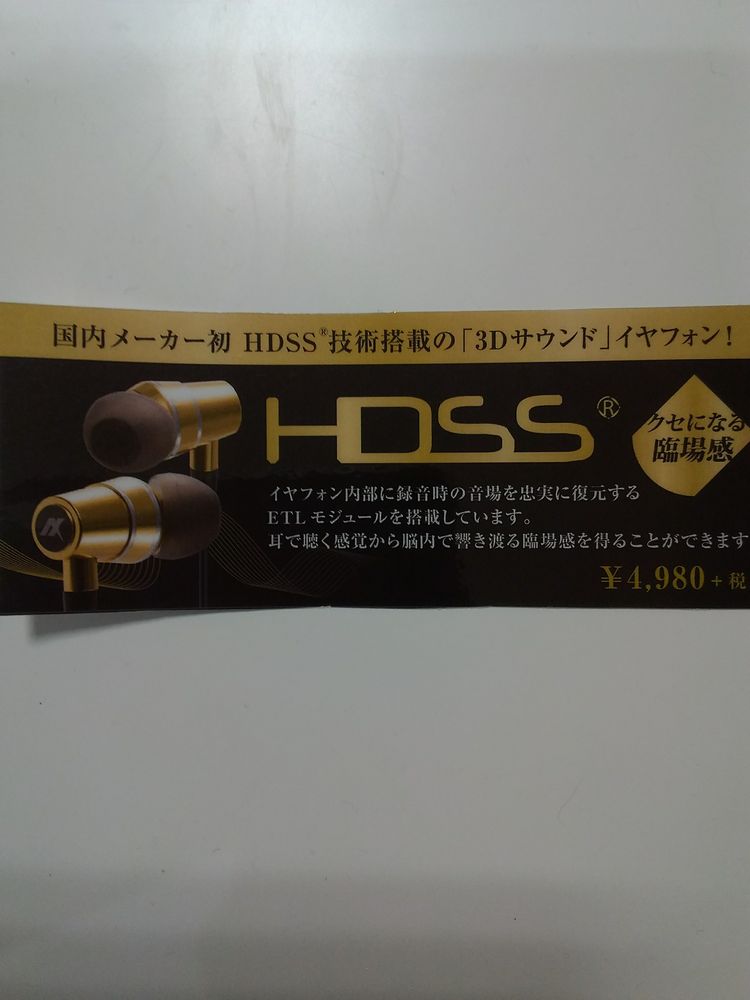 国内メーカー初 HDSS®技術搭載の「3Dサウンド」イヤフォン!
HDSS®
クセになる
臨場感
イヤフォン内部に録音時の音場を忠実に復元する
ETLモジュールを搭載しています。
耳で聴く感覚から脳内で響き渡る臨場感を得ることができます
¥4,980+税